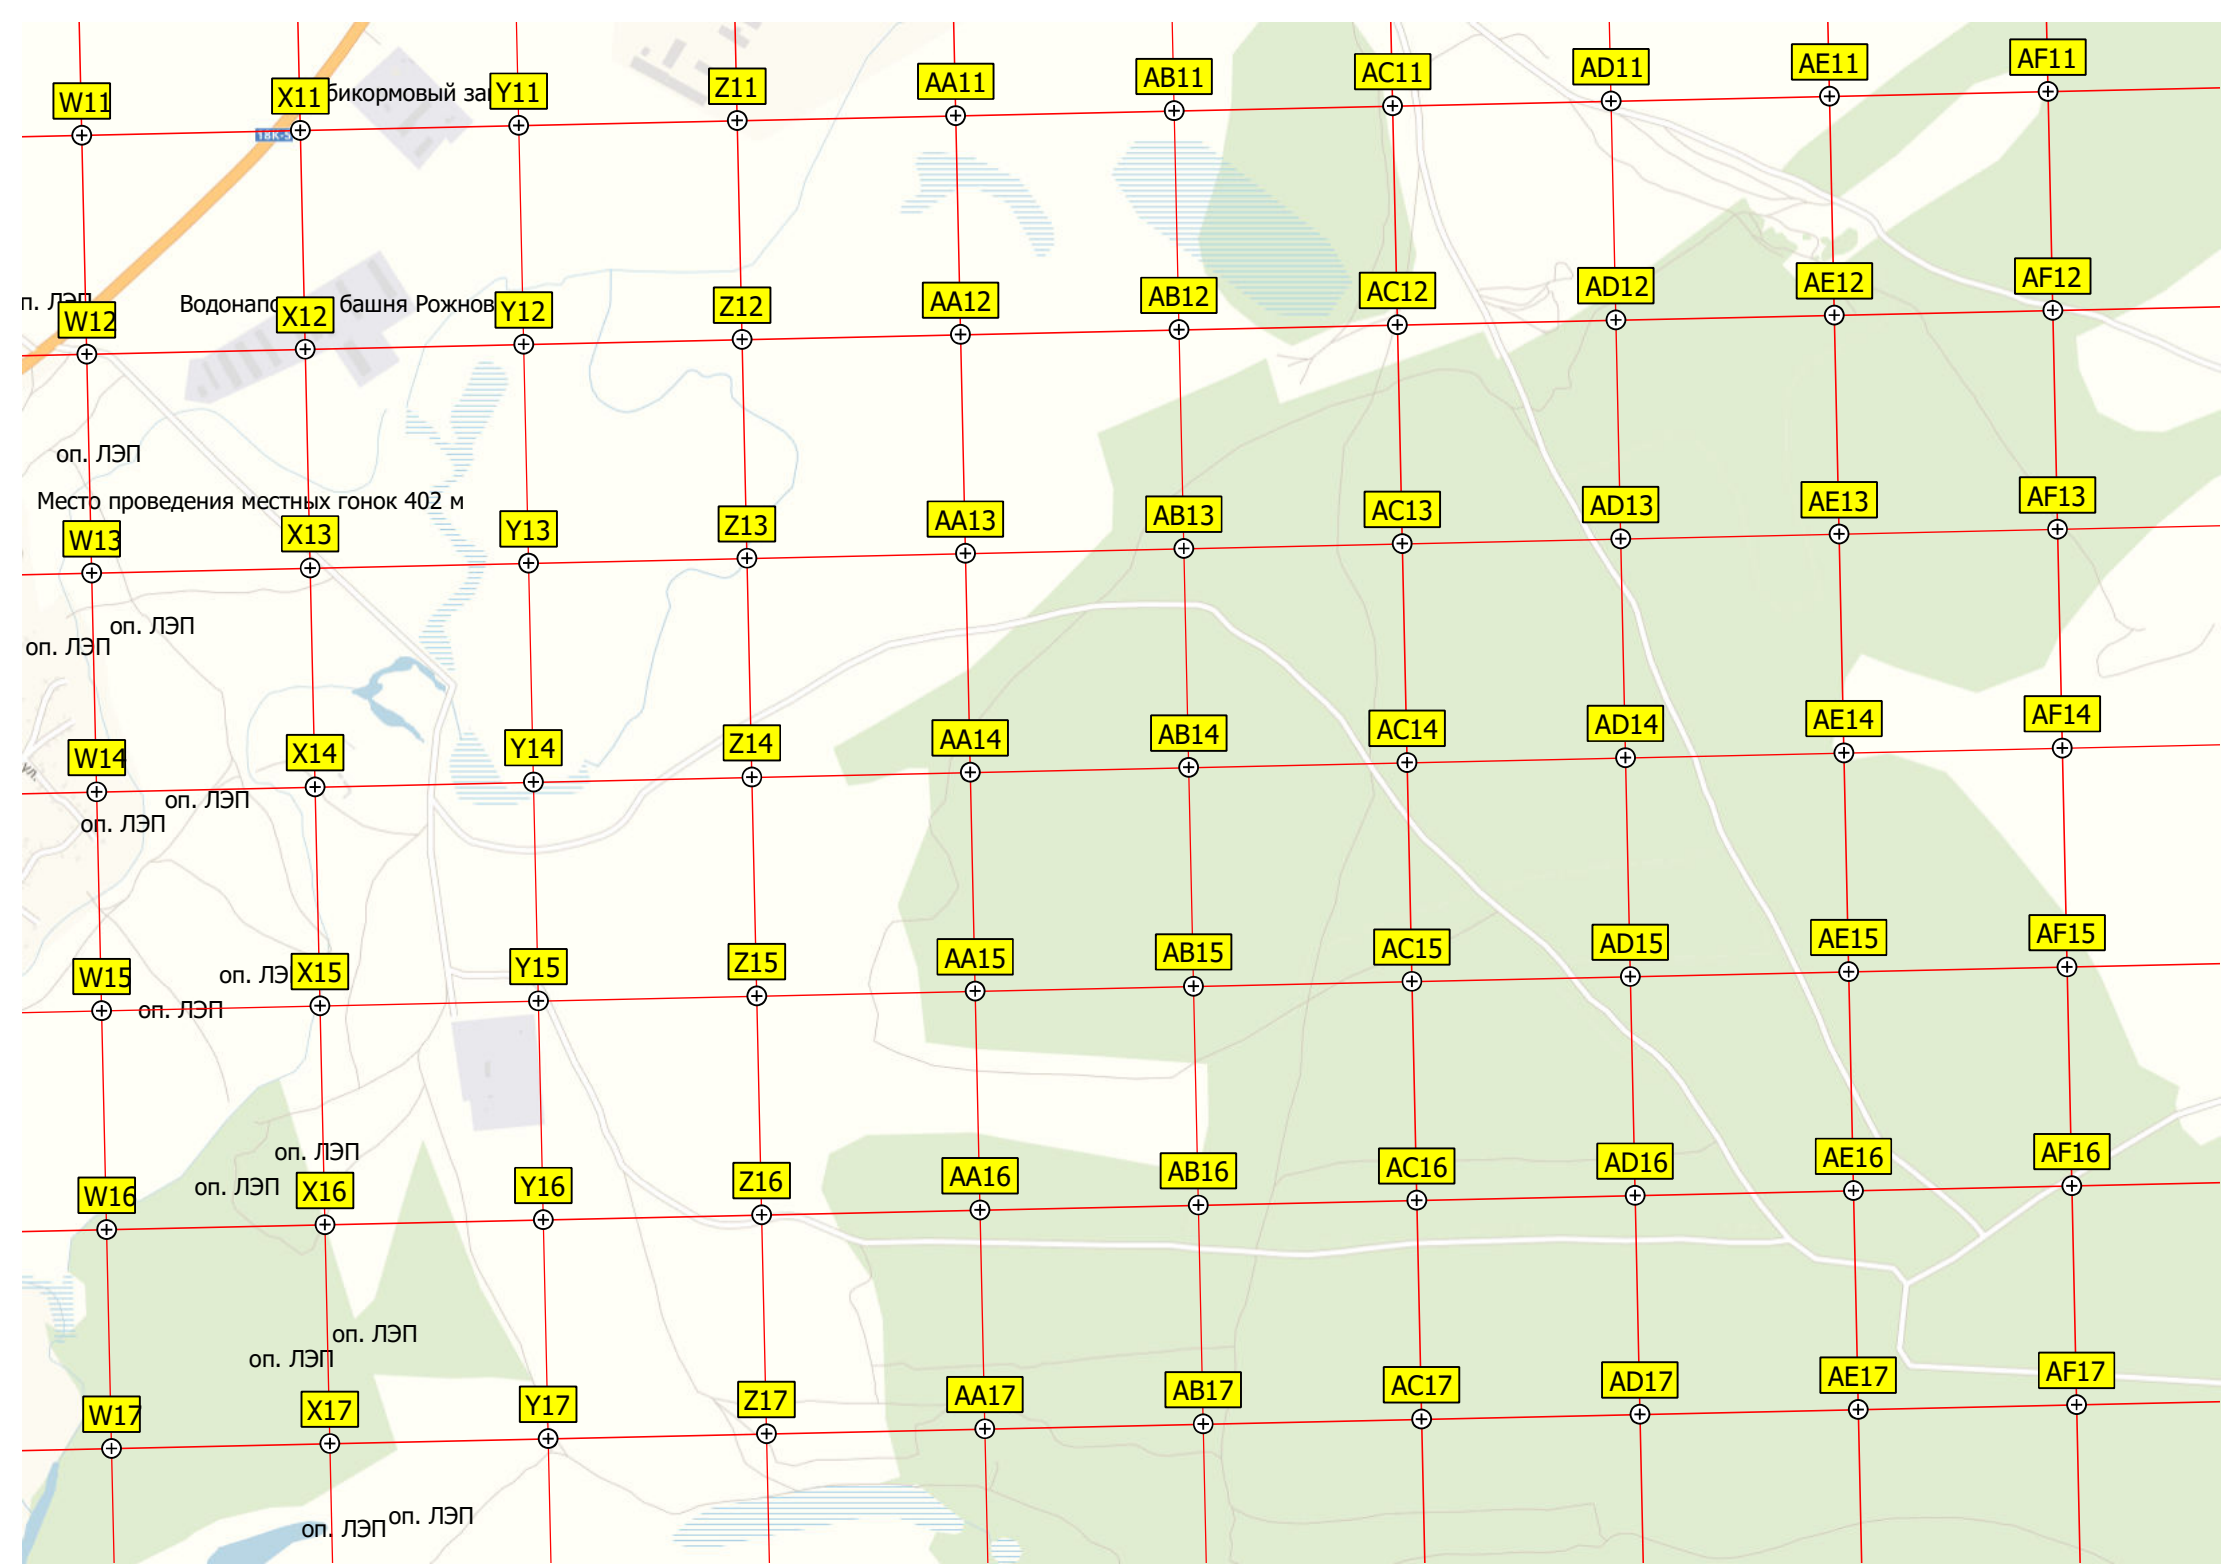 W11 X11 Y11 Z11 AA11 AB11 AC11 AD11 AE11 AF11
бикормовый за
18К-
п. ЛЭП
Водонапо башня Рожнов
W12 X12 Y12 Z12 AA12 AB12 AC12 AD12 AE12 AF12
оп. ЛЭП
Место проведения местных гонок 402 м
W13 X13 Y13 Z13 AA13 AB13 AC13 AD13 AE13 AF13
оп. ЛЭП
оп. ЛЭП
W14 X14 Y14 Z14 AA14 AB14 AC14 AD14 AE14 AF14
ул.
оп. ЛЭП
оп. ЛЭП
W15 X15 Y15 Z15 AA15 AB15 AC15 AD15 AE15 AF15
оп. ЛЭ
оп. ЛЭП
оп. ЛЭП
оп. ЛЭП
W16 X16 Y16 Z16 AA16 AB16 AC16 AD16 AE16 AF16
оп. ЛЭП
оп. ЛЭП
W17 X17 Y17 Z17 AA17 AB17 AC17 AD17 AE17 AF17
оп. ЛЭП
оп. ЛЭП